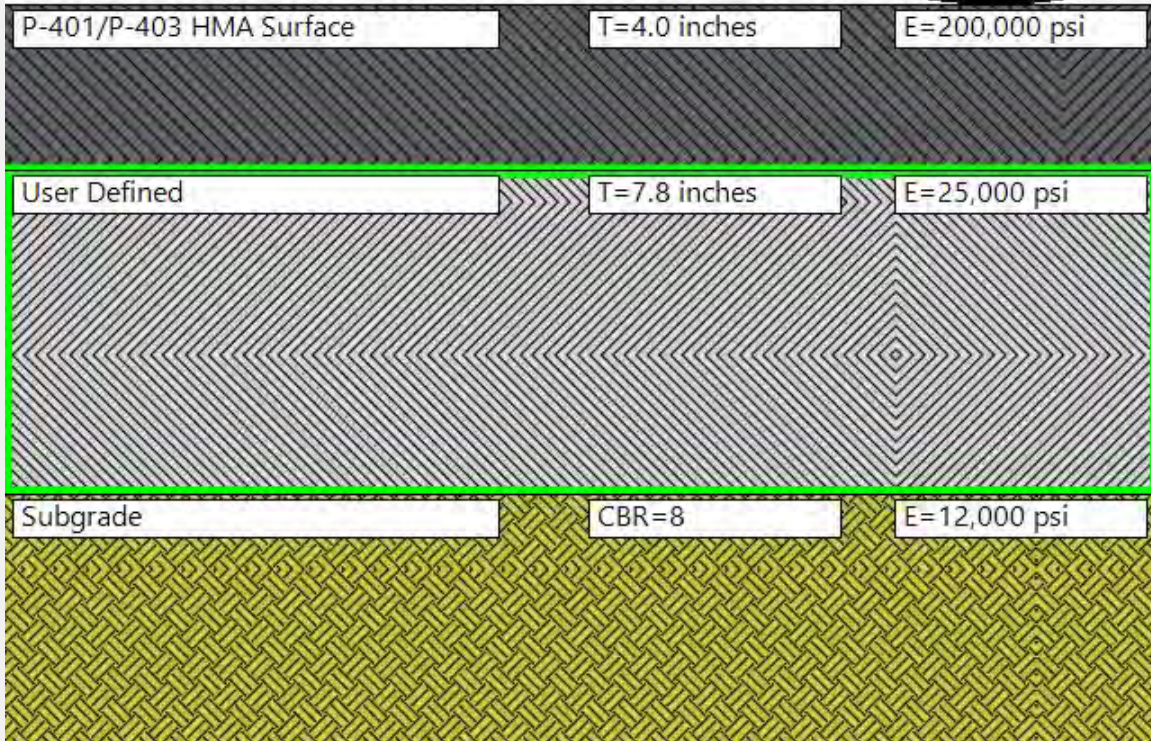 P-401/P-403 HMA Surface T=4.0 inches E=200,000 psi
User Defined T=7.8 inches E=25,000 psi
Subgrade CBR=8 E=12,000 psi